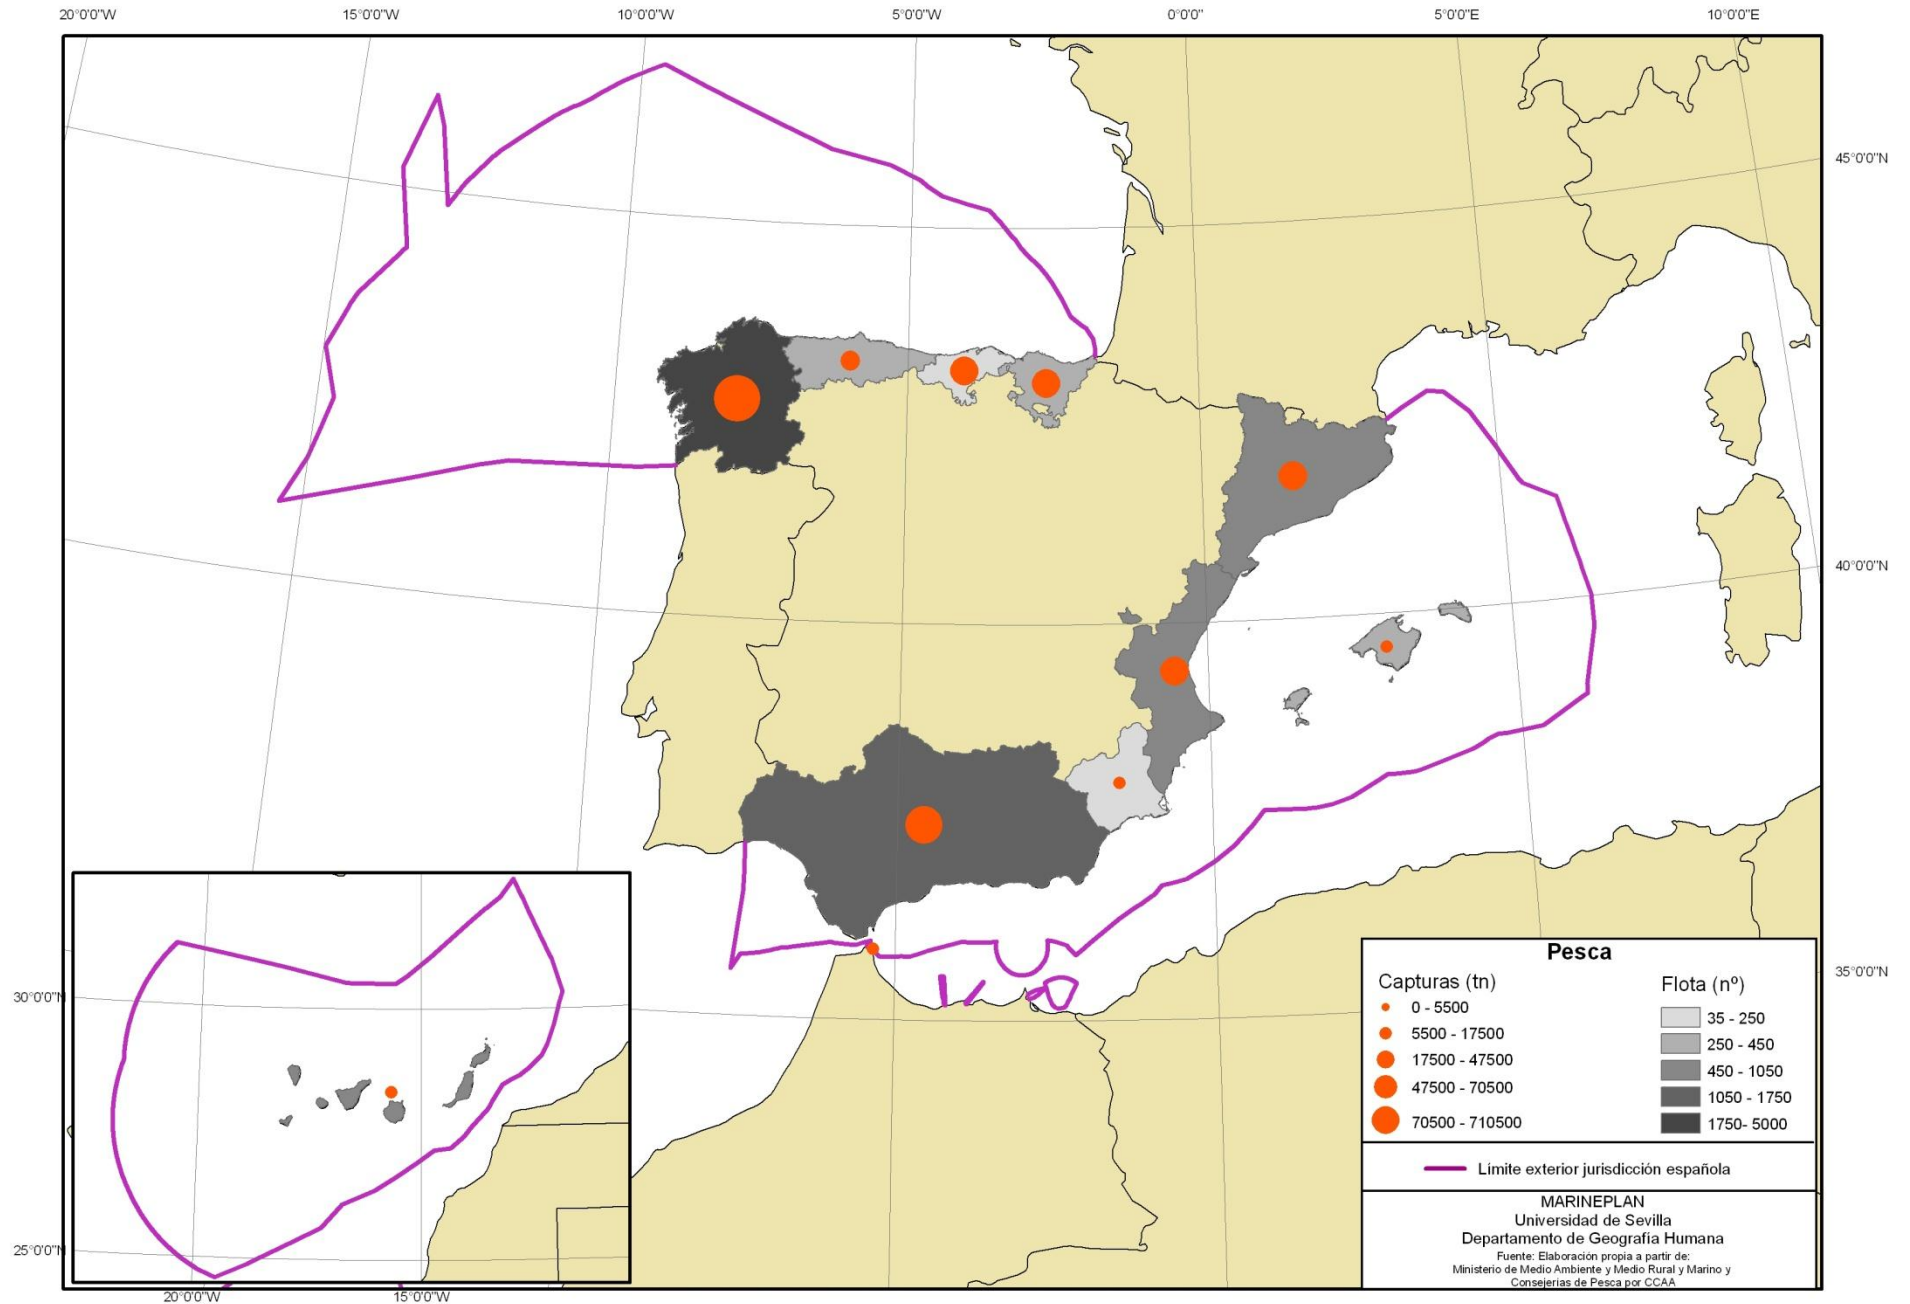 20°0'0"W 15°0'0"W 10°0'0"W 5°0'0"W 0°0'0" 5°0'0"E 10°0'0"E
45°0'0"N
40°0'0"N
35°0'0"N
30°0'0"N
25°0'0"N
20°0'0"W 15°0'0"W
Pesca
Capturas (tn)
0 - 5500
5500 - 17500
17500 - 47500
47500 - 70500
70500 - 710500
Flota (nº)
35 - 250
250 - 450
450 - 1050
1050 - 1750
1750- 5000
Límite exterior jurisdicción española
MARINEPLAN
Universidad de Sevilla
Departamento de Geografía Humana
Fuente: Elaboración propia a partir de:
Ministerio de Medio Ambiente y Medio Rural y Marino y
Consejerias de Pesca por CCAA